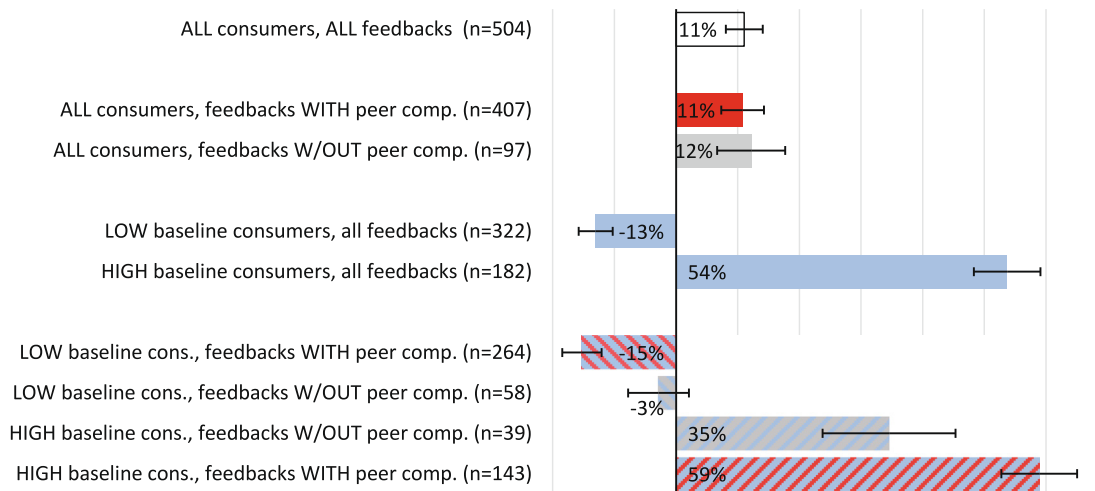 ALL consumers, ALL feedbacks (n=504) 11%
ALL consumers, feedbacks WITH peer comp. (n=407) 11%
ALL consumers, feedbacks W/OUT peer comp. (n=97) 12%
LOW baseline consumers, all feedbacks (n=322) -13%
HIGH baseline consumers, all feedbacks (n=182) 54%
LOW baseline cons., feedbacks WITH peer comp. (n=264) -15%
LOW baseline cons., feedbacks W/OUT peer comp. (n=58) -3%
HIGH baseline cons., feedbacks W/OUT peer comp. (n=39) 35%
HIGH baseline cons., feedbacks WITH peer comp. (n=143) 59%